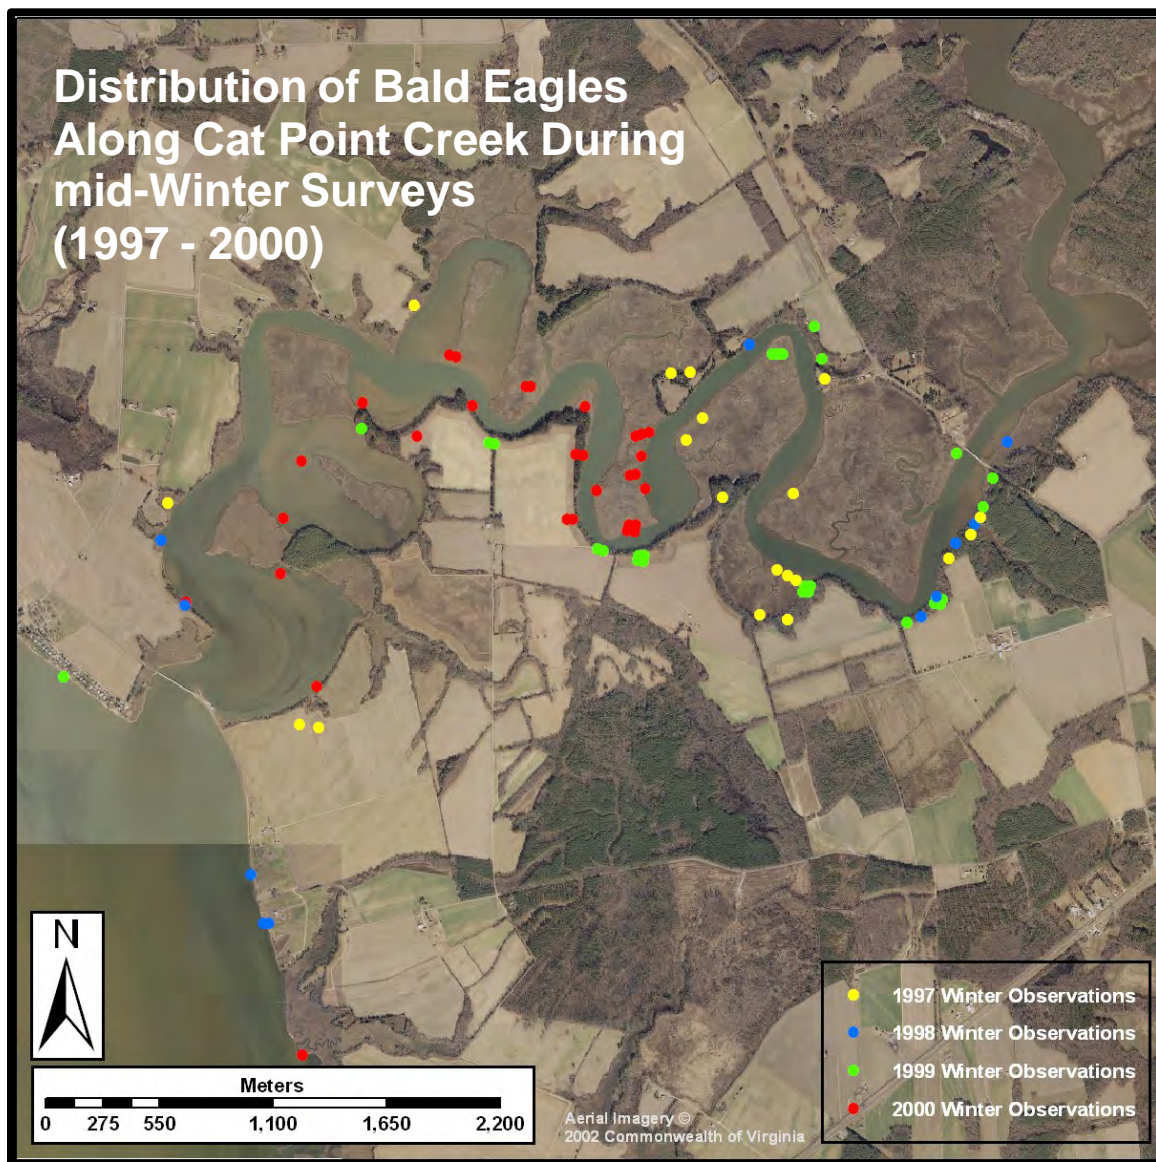 Distribution of Bald Eagles
Along Cat Point Creek During
mid-Winter Surveys
(1997 - 2000)
N
Meters
0 275 550 1,100 1,650 2,200
Aerial Imagery ©
2002 Commonwealth of Virginia
1997 Winter Observations
1998 Winter Observations
1999 Winter Observations
2000 Winter Observations